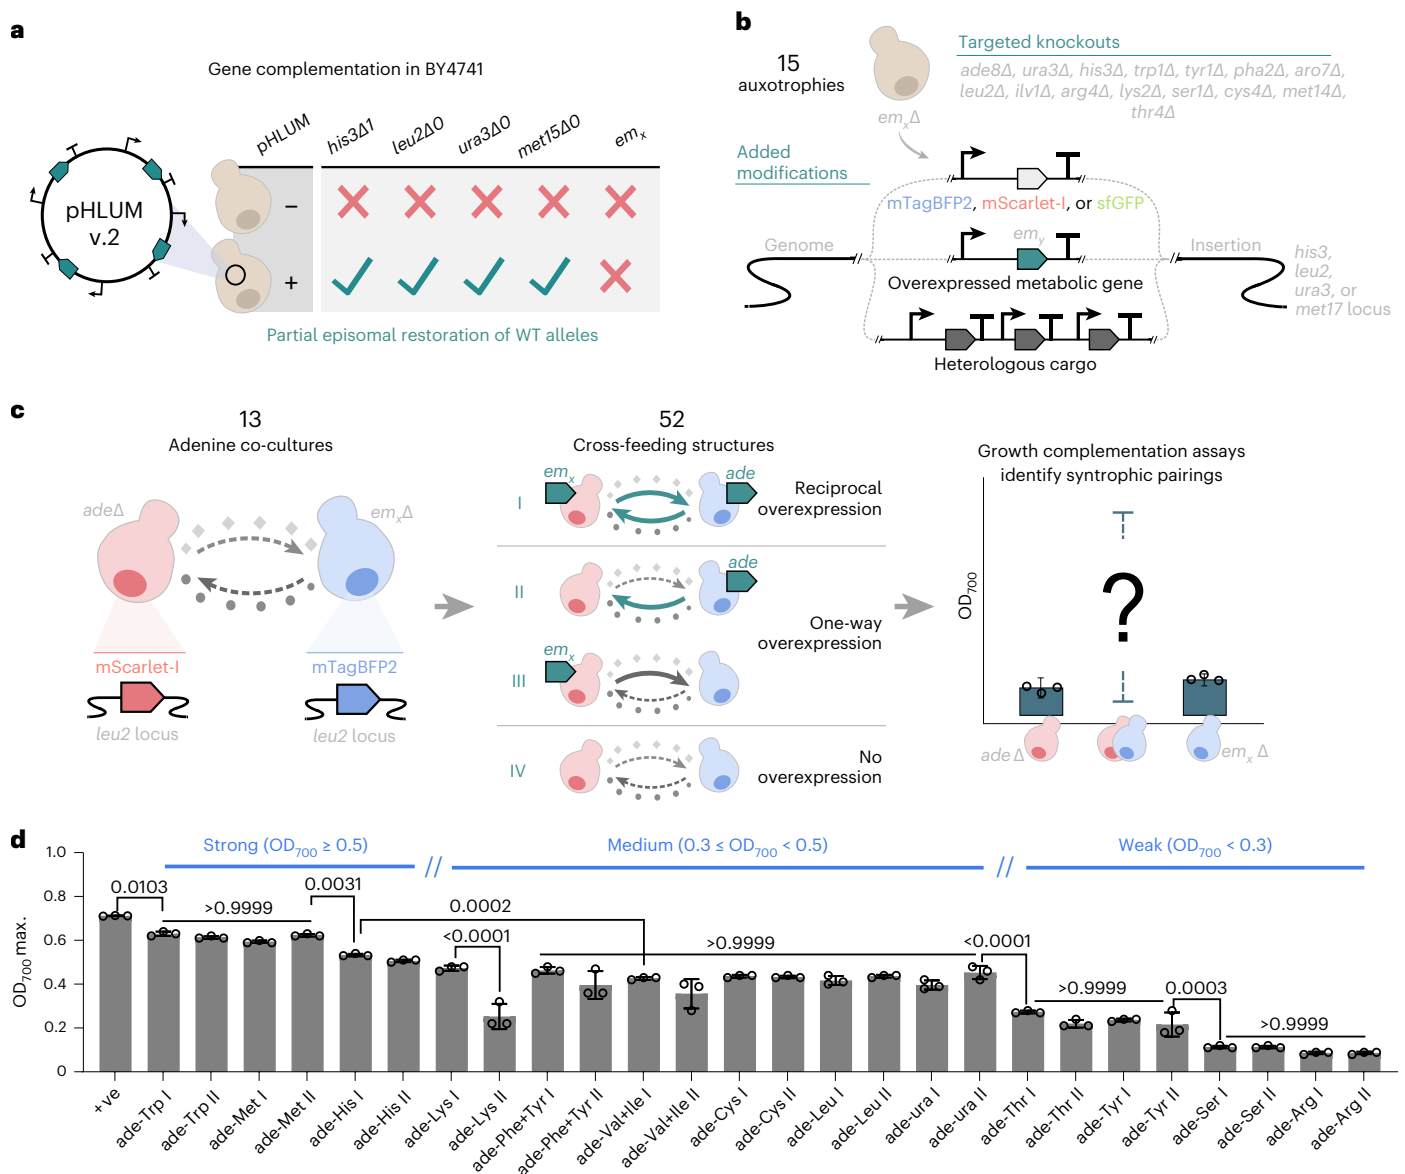 a
Gene complementation in BY4741
pHLUM
his3Δ1
leu2Δ0
ura3Δ0
met15Δ0
em_x
pHLUM
v.2
−
+
Partial episomal restoration of WT alleles
b
15
auxotrophies
em_xΔ
Targeted knockouts
ade8Δ, ura3Δ, his3Δ, trp1Δ, tyr1Δ, pha2Δ, aro7Δ,
leu2Δ, ilv1Δ, arg4Δ, lys2Δ, ser1Δ, cys4Δ, met14Δ,
thr4Δ
Added
modifications
mTagBFP2, mScarlet-I, or sfGFP
em_y
Genome
Insertion
Overexpressed metabolic gene
his3,
leu2,
ura3, or
met17 locus
Heterologous cargo
c
13
Adenine co-cultures
adeΔ
em_xΔ
mScarlet-I
mTagBFP2
leu2 locus
leu2 locus
52
Cross-feeding structures
em_x
ade
I
Reciprocal
overexpression
ade
II
One-way
overexpression
em_x
III
IV
No
overexpression
Growth complementation assays
identify syntrophic pairings
OD700
?
ade Δ
em_x Δ
d
Strong (OD700 ≥ 0.5)
//
Medium (0.3 ≤ OD700 < 0.5)
//
Weak (OD700 < 0.3)
OD700 max.
1.0
0.8
0.6
0.4
0.2
0
0.0103
>0.9999
0.0031
0.0002
<0.0001
>0.9999
<0.0001
>0.9999
0.0003
>0.9999
+ve
ade-Trp I
ade-Trp II
ade-Met I
ade-Met II
ade-His I
ade-His II
ade-Lys I
ade-Lys II
ade-Phe+Tyr I
ade-Phe+Tyr II
ade-Val+Ile I
ade-Val+Ile II
ade-Cys I
ade-Cys II
ade-Leu I
ade-Leu II
ade-ura I
ade-ura II
ade-Thr I
ade-Thr II
ade-Tyr I
ade-Tyr II
ade-Ser I
ade-Ser II
ade-Arg I
ade-Arg II